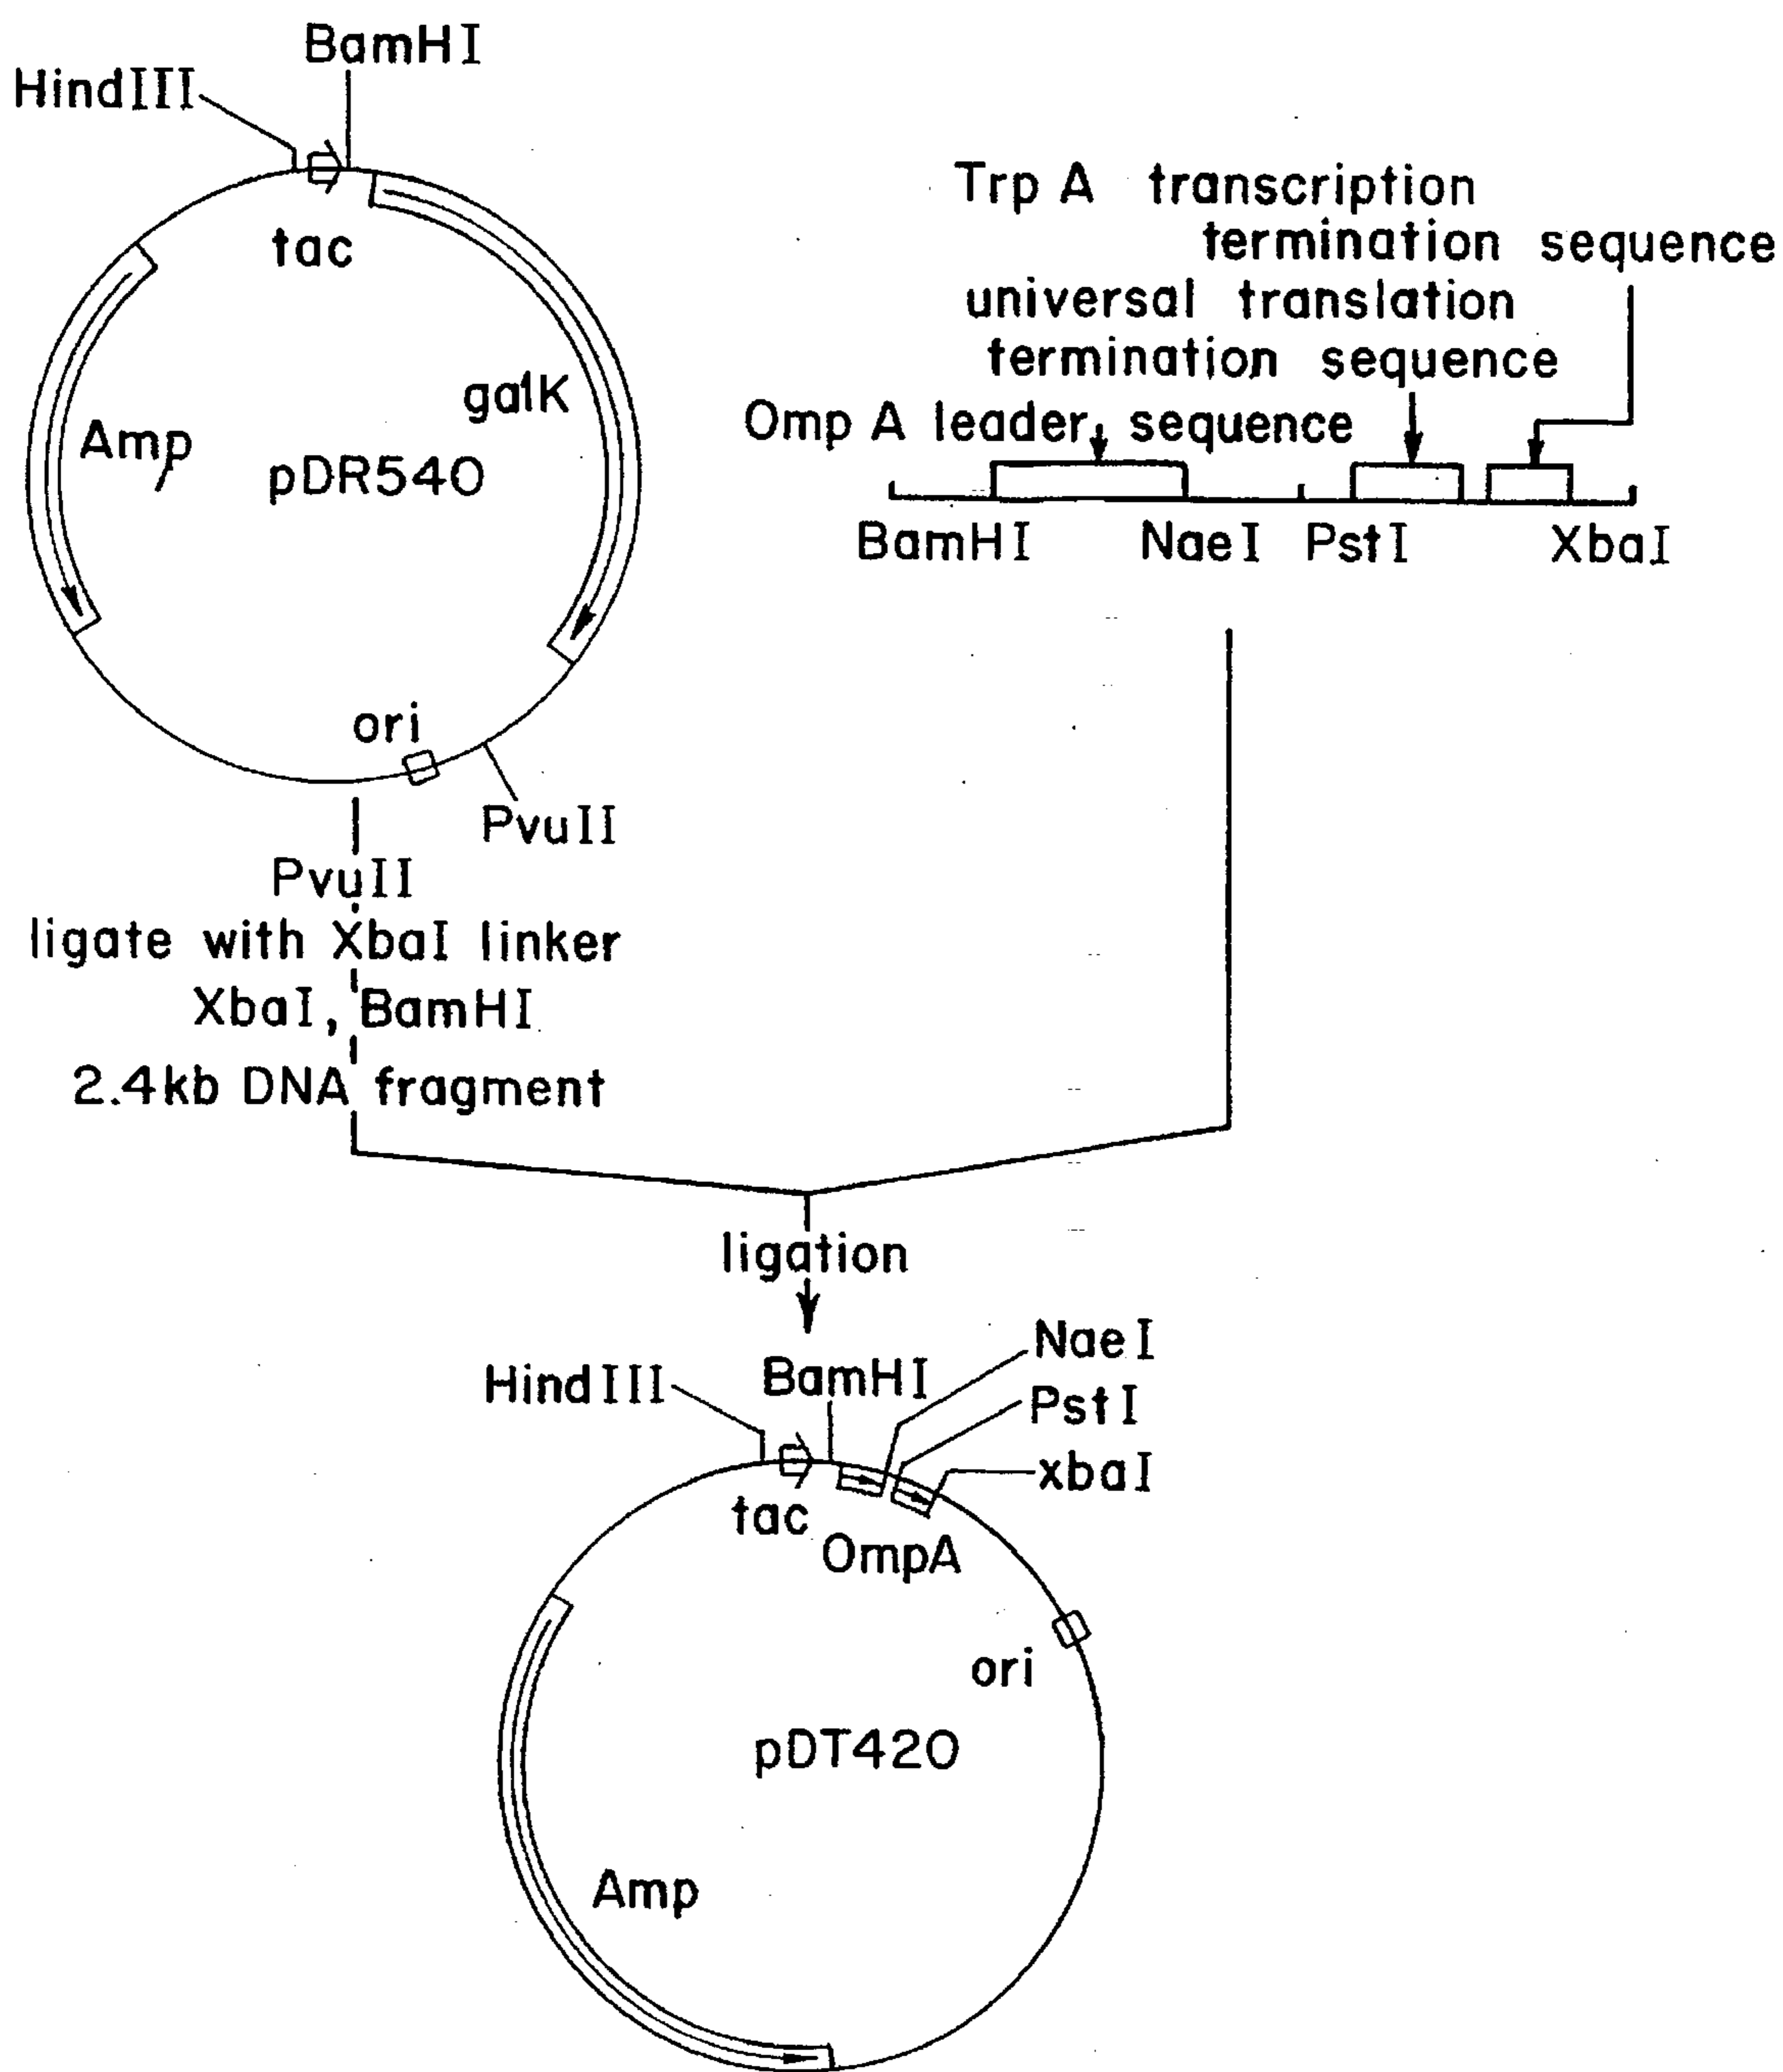 BamHI
HindIII
tac
galK
Amp
pDR540
ori
PvuII
PvuII
ligate with XbaI linker
XbaI, BamHI
2.4kb DNA fragment
Trp A transcription
termination sequence
universal translation
termination sequence
Omp A leader sequence
BamHI NaeI PstI XbaI
ligation
NaeI
HindIII BamHI
PstI
xbaI
tac
OmpA
ori
pDT420
Amp